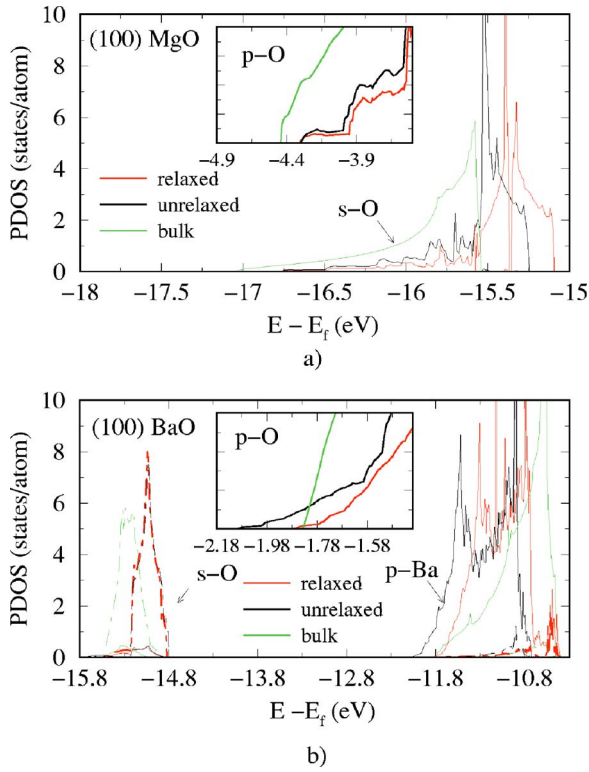 10
8
6
4
2
0
PDOS (states/atom)
(100) MgO
p−O
−4.9
−4.4
−3.9
relaxed
unrelaxed
bulk
s−O
−18
−17.5
−17
−16.5
−16
−15.5
−15
E − E_f (eV)
a)
10
8
6
4
2
0
PDOS (states/atom)
(100) BaO
p−O
−2.18
−1.98
−1.78
−1.58
s−O
p−Ba
relaxed
unrelaxed
bulk
−15.8
−14.8
−13.8
−12.8
−11.8
−10.8
E −E_f (eV)
b)